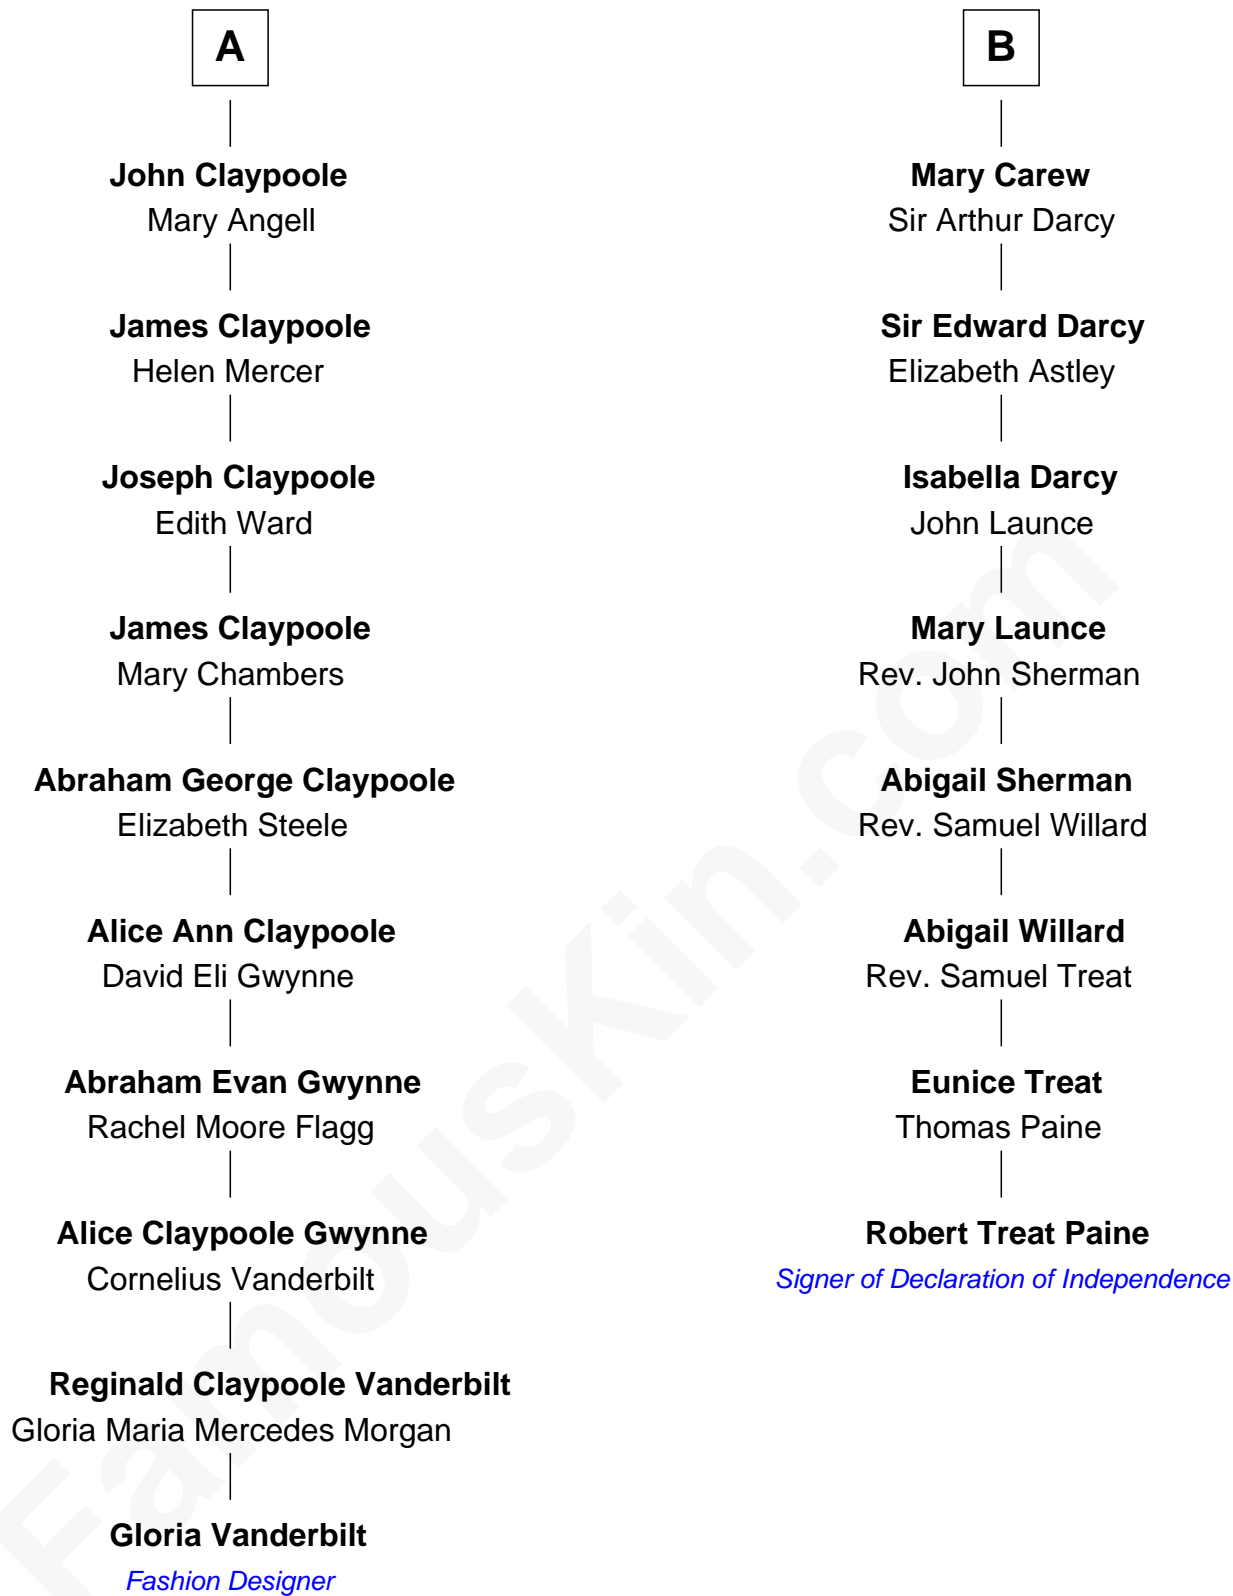 A
John Claypoole
Mary Angell
James Claypoole
Helen Mercer
Joseph Claypoole
Edith Ward
James Claypoole
Mary Chambers
Abraham George Claypoole
Elizabeth Steele
Alice Ann Claypoole
David Eli Gwynne
Abraham Evan Gwynne
Rachel Moore Flagg
Alice Claypoole Gwynne
Cornelius Vanderbilt
Reginald Claypoole Vanderbilt
Gloria Maria Mercedes Morgan
Gloria Vanderbilt
Fashion Designer
B
Mary Carew
Sir Arthur Darcy
Sir Edward Darcy
Elizabeth Astley
Isabella Darcy
John Launce
Mary Launce
Rev. John Sherman
Abigail Sherman
Rev. Samuel Willard
Abigail Willard
Rev. Samuel Treat
Eunice Treat
Thomas Paine
Robert Treat Paine
Signer of Declaration of Independence
FamousKin.com